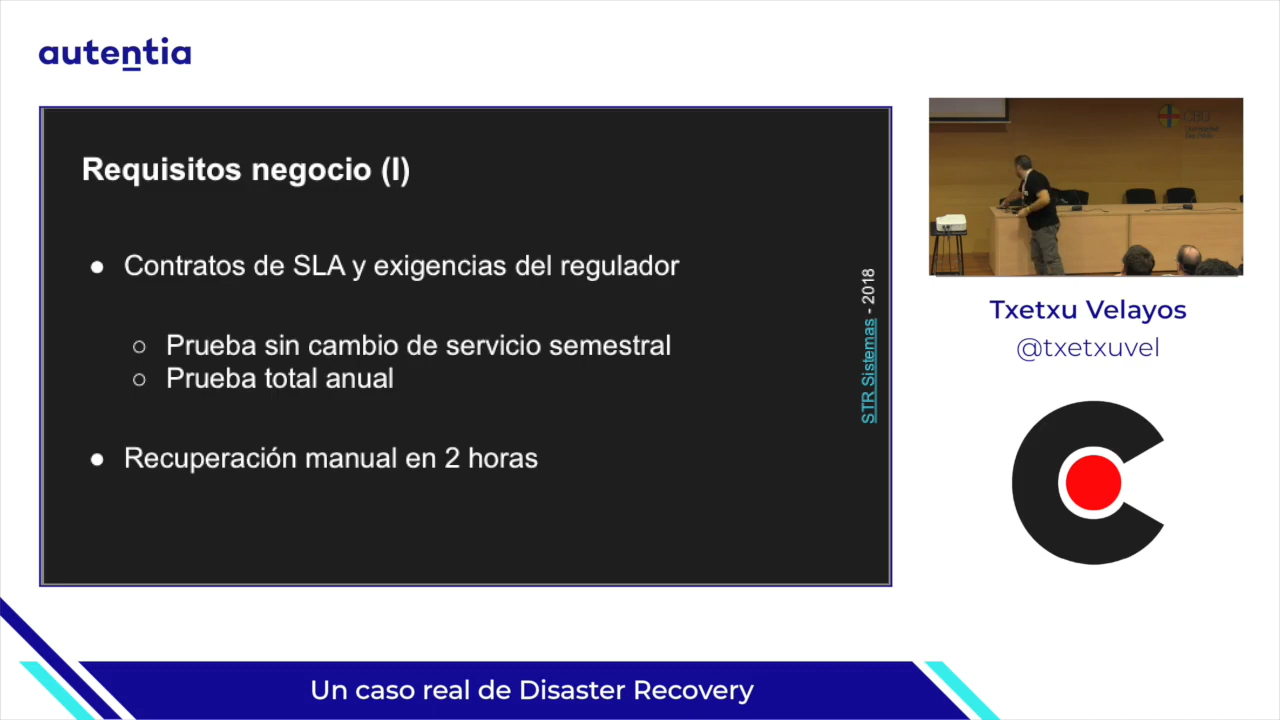 autentia
Requisitos negocio (I)
● Contratos de SLA y exigencias del regulador
○ Prueba sin cambio de servicio semestral
○ Prueba total anual
● Recuperación manual en 2 horas
STR Sistemas - 2018
CEU
Txetxu Velayos
@txetxuvel
Un caso real de Disaster Recovery